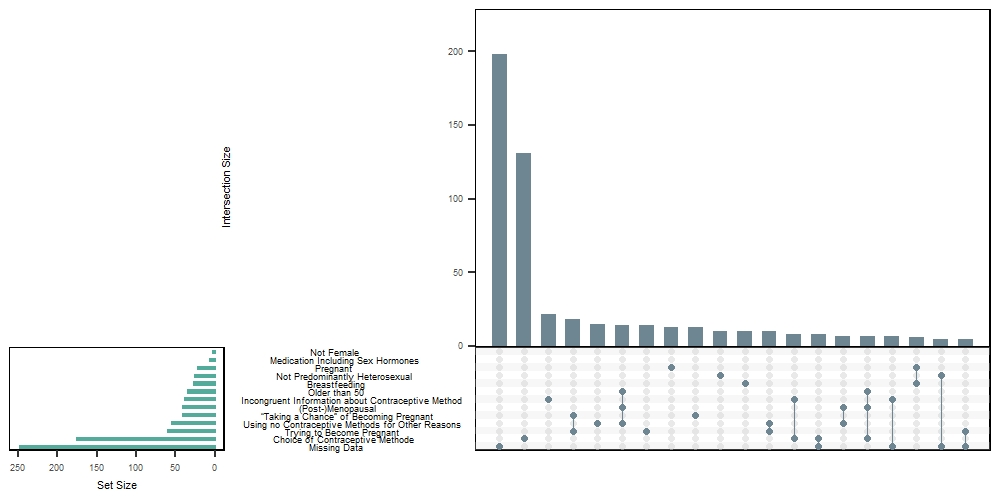 200
150
100
50
0
Intersection Size
Not Female
Medication Including Sex Hormones
Pregnant
Not Predominantly Heterosexual
Breastfeeding
Older than 50
Incongruent Information about Contraceptive Method
(Post-)Menopausal
"Taking a Chance" of Becoming Pregnant
Using no Contraceptive Methods for Other Reasons
Trying to Become Pregnant
Choice of Contraceptive Methode
Missing Data
250 200 150 100 50 0
Set Size